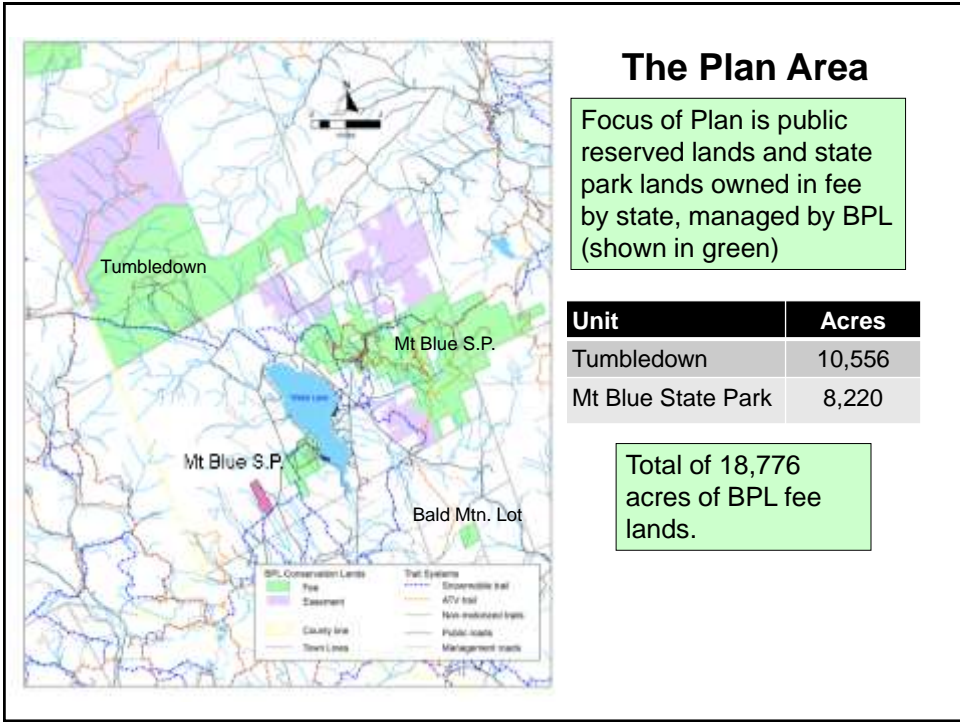 The Plan Area
Focus of Plan is public
reserved lands and state
park lands owned in fee
by state, managed by BPL
(shown in green)
Unit Acres
Tumbledown 10,556
Mt Blue State Park 8,220
Total of 18,776
acres of BPL fee
lands.
N
Tumbledown
Mt Blue S.P.
Webb Lake
Mt Blue S.P.
Bald Mtn. Lot
BPL Conservation Lands
Fee
Easement
County line
Town Lines
Trail Systems
Snowmobile trail
ATV trail
Non-motorized trails
Public roads
Management roads